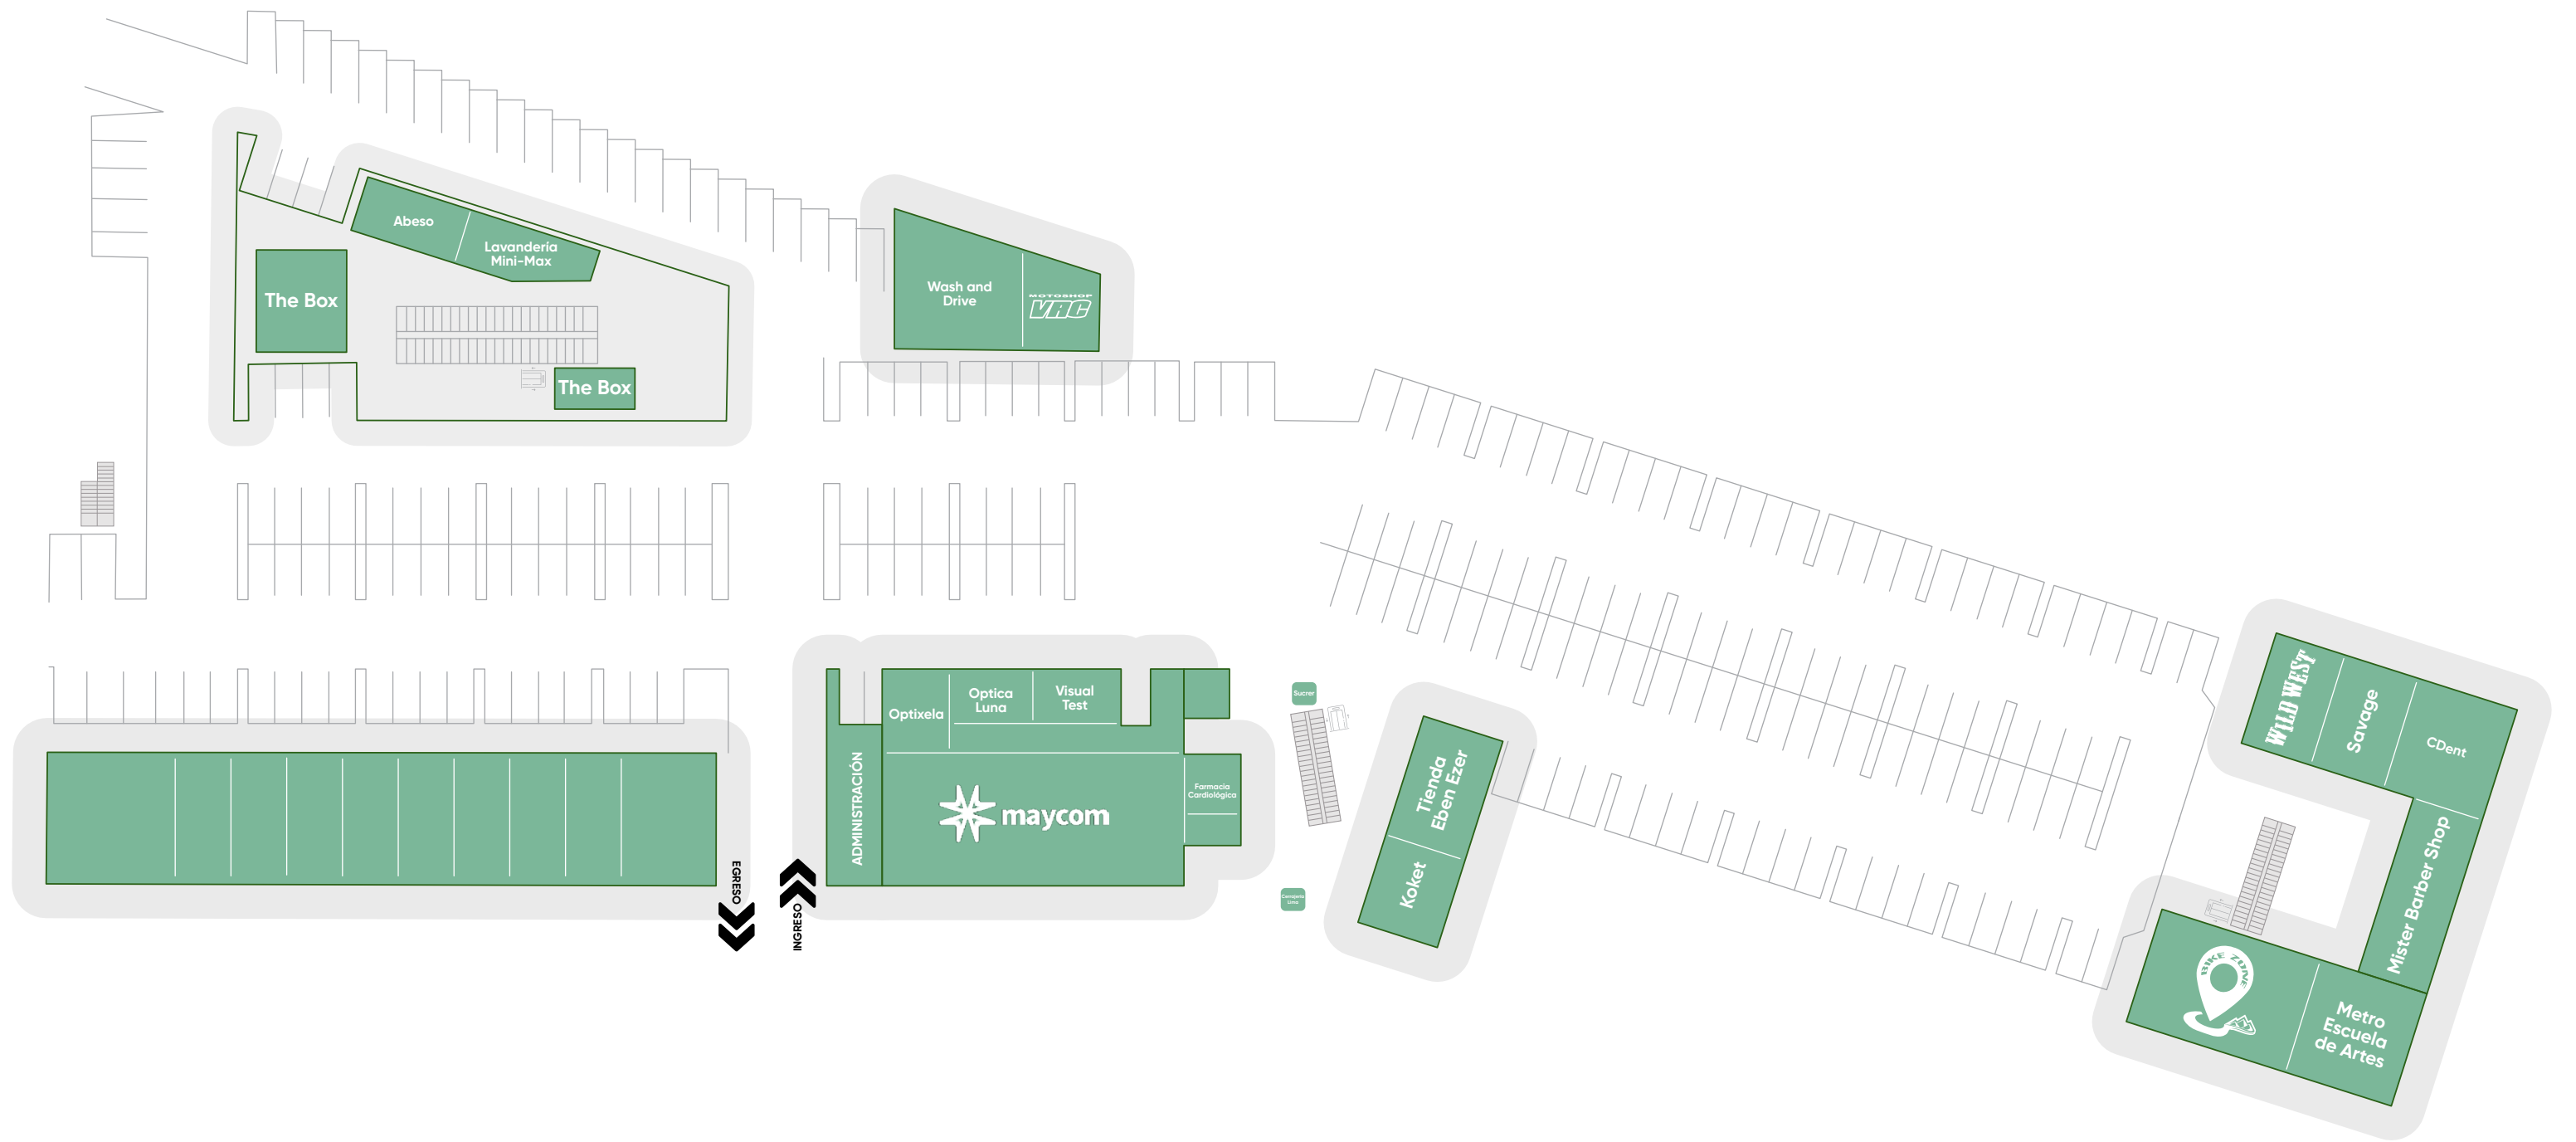 Abeso
Lavandería
Mini-Max
The Box
The Box
Wash and
Drive
MOTOSHOP
VAC
Optixela
Optica
Luna
Visual
Test
ADMINISTRACIÓN
maycom
Farmacia
Cardiológica
EGRESO
INGRESO
Sucrer
Cerrajería
Lima
Tienda
Eben Ezer
Koket
WILD WEST
Savage
CDent
Mister Barber Shop
BIKE ZONE
Metro
Escuela
de Artes